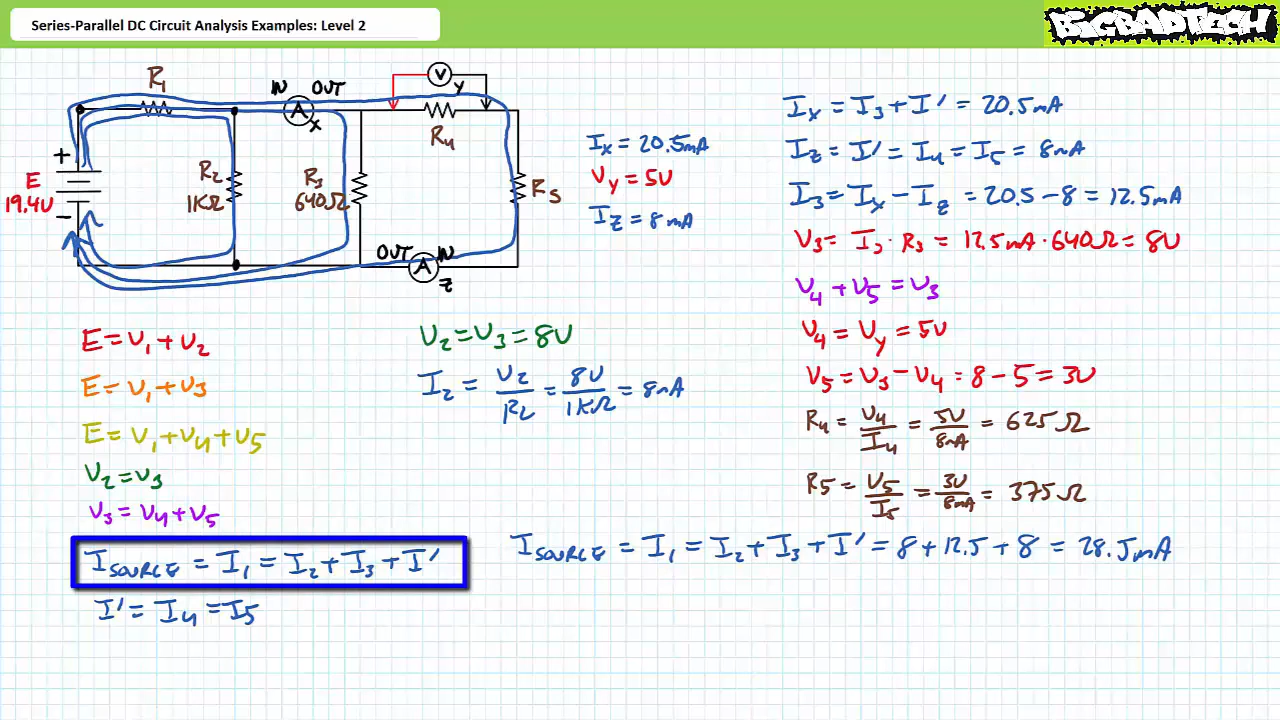 Series-Parallel DC Circuit Analysis Examples: Level 2
BIGBADTECH
R1
IN OUT
A
X
V
Y
R4
+
E
19.4V
−
R2
1KΩ
R3
640Ω
R5
OUT IN
A
Z
Ix = 20.5mA
Vy = 5V
Iz = 8mA
E = V1 + V2
E = V1 + V3
E = V1 + V4 + V5
V2 = V3
V3 = V4 + V5
ISOURCE = I1 = I2 + I3 + I'
I' = I4 = I5
V2 = V3 = 8V
I2 = V2/R2 = 8V/1KΩ = 8mA
Ix = I3 + I' = 20.5mA
Iz = I' = I4 = I5 = 8mA
I3 = Ix − Iz = 20.5 − 8 = 12.5mA
V3 = I3 · R3 = 12.5mA · 640Ω = 8V
V4 + V5 = V3
V4 = Vy = 5V
V5 = V3 − V4 = 8 − 5 = 3V
R4 = V4/I4 = 5V/8mA = 625Ω
R5 = V5/I5 = 3V/8mA = 375Ω
ISOURCE = I1 = I2 + I3 + I' = 8 + 12.5 + 8 = 28.5mA